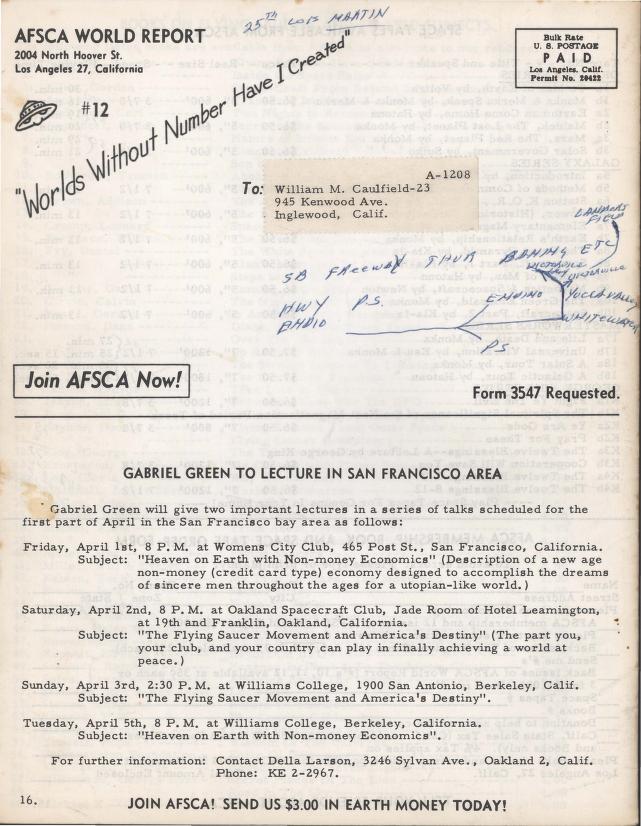 25TH LOIS MARTIN
AFSCA WORLD REPORT
2004 North Hoover St.
Los Angeles 27, California
Bulk Rate
U. S. POSTAGE
PAID
Los Angeles, Calif.
Permit No. 20422
#12
"Worlds Without Number Have I Created"
A-1208
To: William M. Caulfield-23
945 Kenwood Ave.
Inglewood, Calif.
LANDERS
FIELD
SB FREEWAY THUR BANING ETC
HWY P.S.
ENDING
YUCCA VALLEY
WHITEWATER
P.S
Join AFSCA Now!
Form 3547 Requested.
GABRIEL GREEN TO LECTURE IN SAN FRANCISCO AREA
Gabriel Green will give two important lectures in a series of talks scheduled for the
first part of April in the San Francisco bay area as follows:
Friday, April 1st, 8 P.M. at Womens City Club, 465 Post St., San Francisco, California.
Subject: "Heaven on Earth with Non-money Economics" (Description of a new age
non-money (credit card type) economy designed to accomplish the dreams
of sincere men throughout the ages for a utopian-like world.)
Saturday, April 2nd, 8 P.M. at Oakland Spacecraft Club, Jade Room of Hotel Leamington,
at 19th and Franklin, Oakland, California.
Subject: "The Flying Saucer Movement and America's Destiny" (The part you,
your club, and your country can play in finally achieving a world at
peace.)
Sunday, April 3rd, 2:30 P.M. at Williams College, 1900 San Antonio, Berkeley, Calif.
Subject: "The Flying Saucer Movement and America's Destiny".
Tuesday, April 5th, 8 P.M. at Williams College, Berkeley, California.
Subject: "Heaven on Earth with Non-money Economics".
For further information: Contact Della Larson, 3246 Sylvan Ave., Oakland 2, Calif.
Phone: KE 2-2967.
16.
JOIN AFSCA! SEND US $3.00 IN EARTH MONEY TODAY!